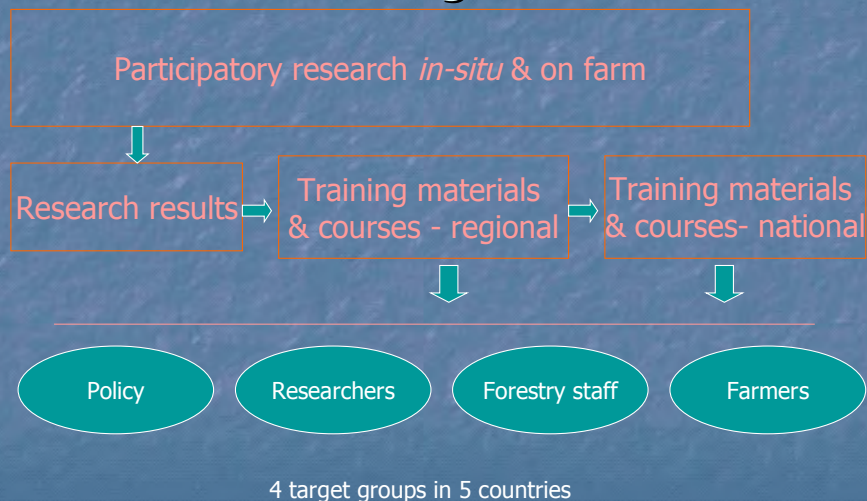 Participatory research in-situ & on farm
Research results
Training materials
& courses - regional
Training materials
& courses- national
Policy
Researchers
Forestry staff
Farmers
4 target groups in 5 countries